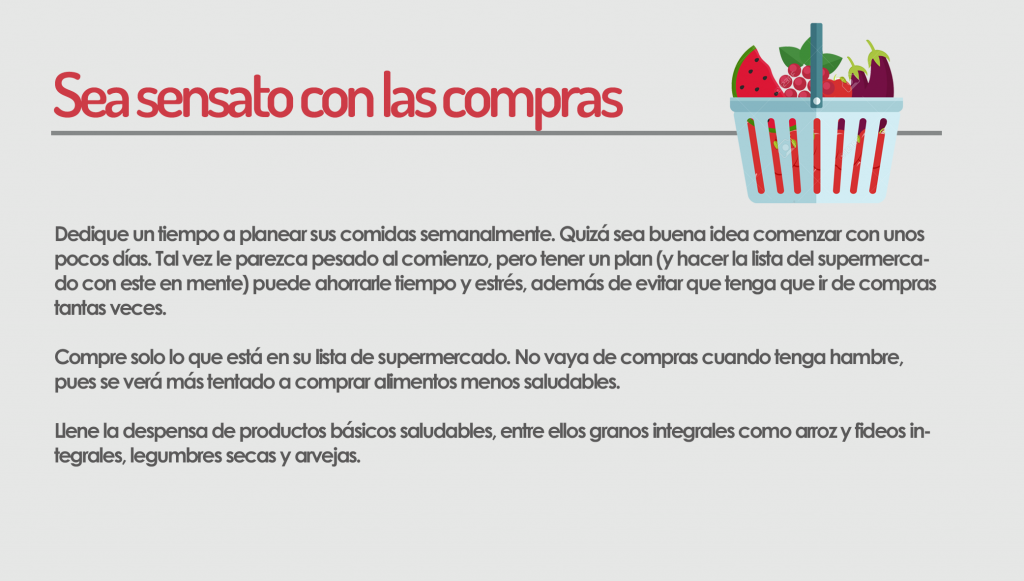 Sea sensato con las compras
Dedique un tiempo a planear sus comidas semanalmente. Quizá sea buena idea comenzar con unos
pocos días. Tal vez le parezca pesado al comienzo, pero tener un plan (y hacer la lista del supermerca-
do con este en mente) puede ahorrarle tiempo y estrés, además de evitar que tenga que ir de compras
tantas veces.
Compre solo lo que está en su lista de supermercado. No vaya de compras cuando tenga hambre,
pues se verá más tentado a comprar alimentos menos saludables.
Llene la despensa de productos básicos saludables, entre ellos granos integrales como arroz y fideos in-
tegrales, legumbres secas y arvejas.